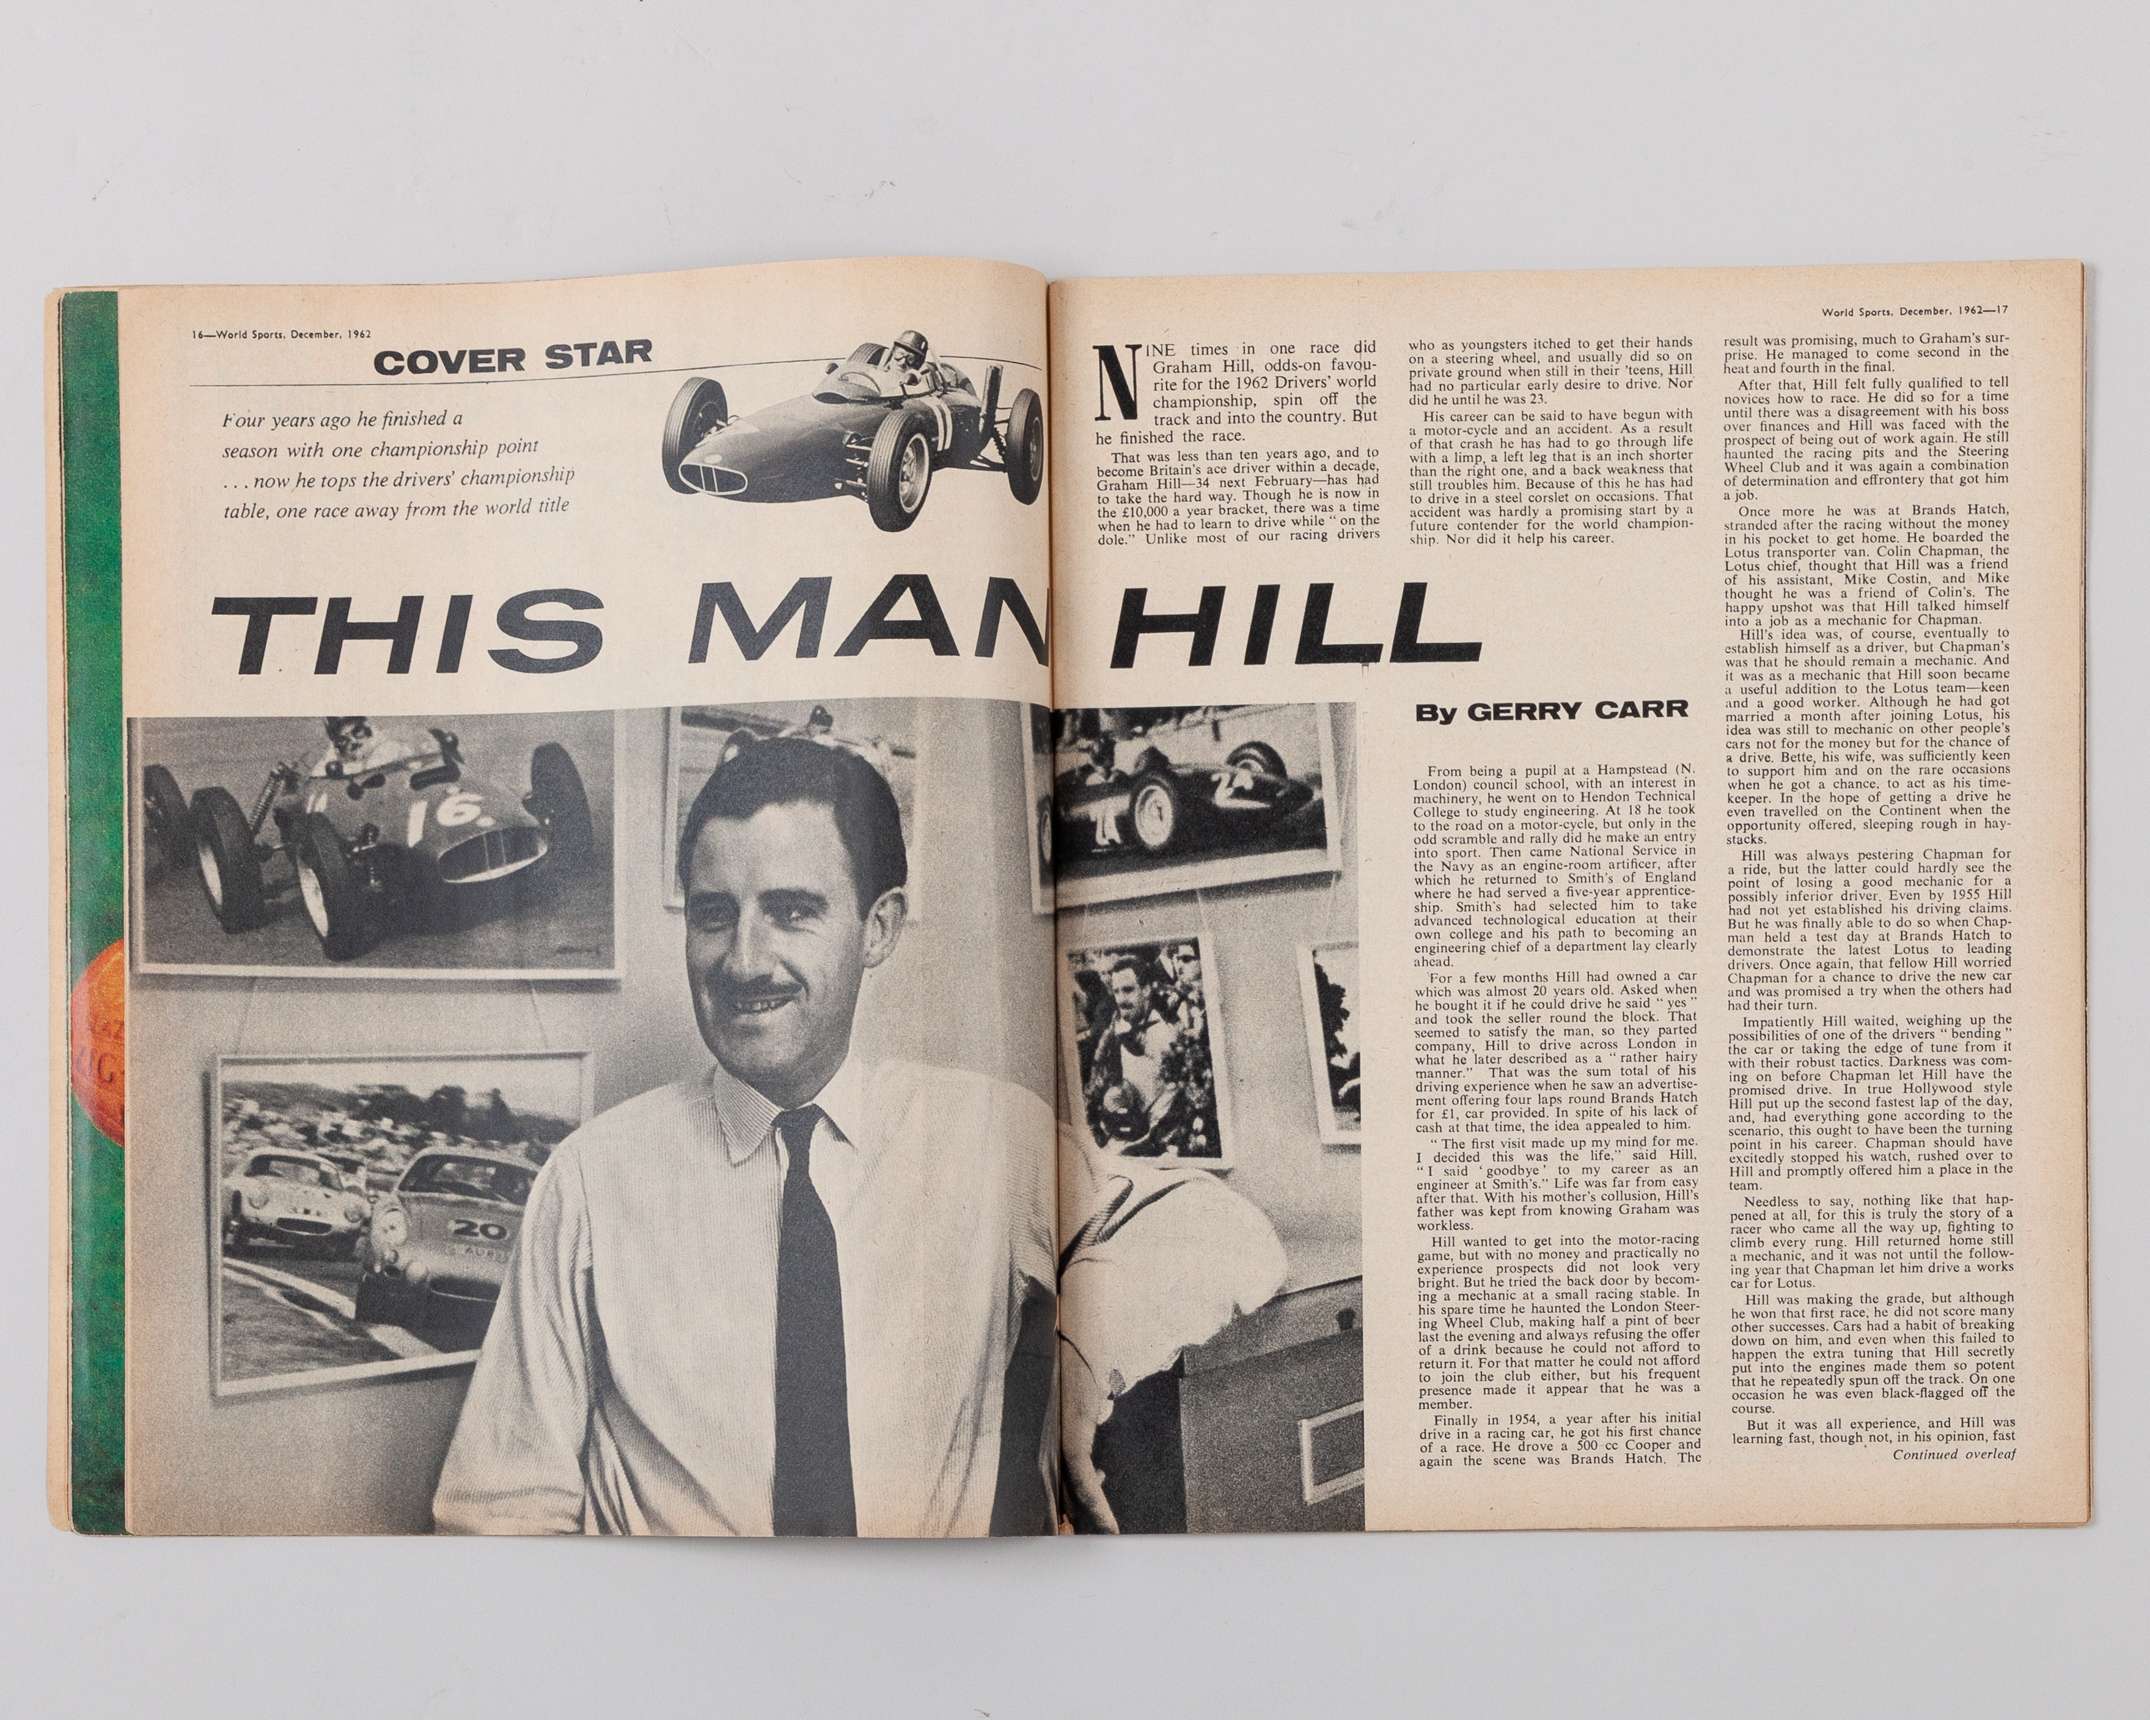 16—World Sports, December, 1962
COVER STAR
Four years ago he finished a
season with one championship point
. . . now he tops the drivers' championship
table, one race away from the world title
THIS MAN HILL
16
20
24
World Sports, December, 1962—17
NINE times in one race did
Graham Hill, odds-on favou-
rite for the 1962 Drivers' world
championship, spin off the
track and into the country. But
he finished the race.
That was less than ten years ago, and to
become Britain's ace driver within a decade,
Graham Hill—34 next February—has had
to take the hard way. Though he is now in
the £10,000 a year bracket, there was a time
when he had to learn to drive while “ on the
dole.” Unlike most of our racing drivers
who as youngsters itched to get their hands
on a steering wheel, and usually did so on
private ground when still in their 'teens, Hill
had no particular early desire to drive. Nor
did he until he was 23.
His career can be said to have begun with
a motor-cycle and an accident. As a result
of that crash he has had to go through life
with a limp, a left leg that is an inch shorter
than the right one, and a back weakness that
still troubles him. Because of this he has had
to drive in a steel corslet on occasions. That
accident was hardly a promising start by a
future contender for the world champion-
ship. Nor did it help his career.
By GERRY CARR
From being a pupil at a Hampstead (N.
London) council school, with an interest in
machinery, he went on to Hendon Technical
College to study engineering. At 18 he took
to the road on a motor-cycle, but only in the
odd scramble and rally did he make an entry
into sport. Then came National Service in
the Navy as an engine-room artificer, after
which he returned to Smith's of England
where he had served a five-year apprentice-
ship. Smith's had selected him to take
advanced technological education at their
own college and his path to becoming an
engineering chief of a department lay clearly
ahead.
For a few months Hill had owned a car
which was almost 20 years old. Asked when
he bought it if he could drive he said “ yes ”
and took the seller round the block. That
seemed to satisfy the man, so they parted
company, Hill to drive across London in
what he later described as a “ rather hairy
manner.” That was the sum total of his
driving experience when he saw an advertise-
ment offering four laps round Brands Hatch
for £1, car provided. In spite of his lack of
cash at that time, the idea appealed to him.
“ The first visit made up my mind for me.
I decided this was the life,” said Hill.
“ I said ‘ goodbye ’ to my career as an
engineer at Smith's.” Life was far from easy
after that. With his mother's collusion, Hill's
father was kept from knowing Graham was
workless.
Hill wanted to get into the motor-racing
game, but with no money and practically no
experience prospects did not look very
bright. But he tried the back door by becom-
ing a mechanic at a small racing stable. In
his spare time he haunted the London Steer-
ing Wheel Club, making half a pint of beer
last the evening and always refusing the offer
of a drink because he could not afford to
return it. For that matter he could not afford
to join the club either, but his frequent
presence made it appear that he was a
member.
Finally in 1954, a year after his initial
drive in a racing car, he got his first chance
of a race. He drove a 500 cc Cooper and
again the scene was Brands Hatch. The
result was promising, much to Graham's sur-
prise. He managed to come second in the
heat and fourth in the final.
After that, Hill felt fully qualified to tell
novices how to race. He did so for a time
until there was a disagreement with his boss
over finances and Hill was faced with the
prospect of being out of work again. He still
haunted the racing pits and the Steering
Wheel Club and it was again a combination
of determination and effrontery that got him
a job.
Once more he was at Brands Hatch,
stranded after the racing without the money
in his pocket to get home. He boarded the
Lotus transporter van. Colin Chapman, the
Lotus chief, thought that Hill was a friend
of his assistant, Mike Costin, and Mike
thought he was a friend of Colin's. The
happy upshot was that Hill talked himself
into a job as a mechanic for Chapman.
Hill's idea was, of course, eventually to
establish himself as a driver, but Chapman's
was that he should remain a mechanic. And
it was as a mechanic that Hill soon became
a useful addition to the Lotus team—keen
and a good worker. Although he had got
married a month after joining Lotus, his
idea was still to mechanic on other people's
cars not for the money but for the chance of
a drive. Bette, his wife, was sufficiently keen
to support him and on the rare occasions
when he got a chance, to act as his time-
keeper. In the hope of getting a drive he
even travelled on the Continent when the
opportunity offered, sleeping rough in hay-
stacks.
Hill was always pestering Chapman for
a ride, but the latter could hardly see the
point of losing a good mechanic for a
possibly inferior driver. Even by 1955 Hill
had not yet established his driving claims.
But he was finally able to do so when Chap-
man held a test day at Brands Hatch to
demonstrate the latest Lotus to leading
drivers. Once again, that fellow Hill worried
Chapman for a chance to drive the new car
and was promised a try when the others had
had their turn.
Impatiently Hill waited, weighing up the
possibilities of one of the drivers “ bending ”
the car or taking the edge of tune from it
with their robust tactics. Darkness was com-
ing on before Chapman let Hill have the
promised drive. In true Hollywood style
Hill put up the second fastest lap of the day,
and, had everything gone according to the
scenario, this ought to have been the turning
point in his career. Chapman should have
excitedly stopped his watch, rushed over to
Hill and promptly offered him a place in the
team.
Needless to say, nothing like that hap-
pened at all, for this is truly the story of a
racer who came all the way up, fighting to
climb every rung. Hill returned home still
a mechanic, and it was not until the follow-
ing year that Chapman let him drive a works
car for Lotus.
Hill was making the grade, but although
he won that first race, he did not score many
other successes. Cars had a habit of breaking
down on him, and even when this failed to
happen the extra tuning that Hill secretly
put into the engines made them so potent
that he repeatedly spun off the track. On one
occasion he was even black-flagged off the
course.
But it was all experience, and Hill was
learning fast, though not, in his opinion, fast
Continued overleaf